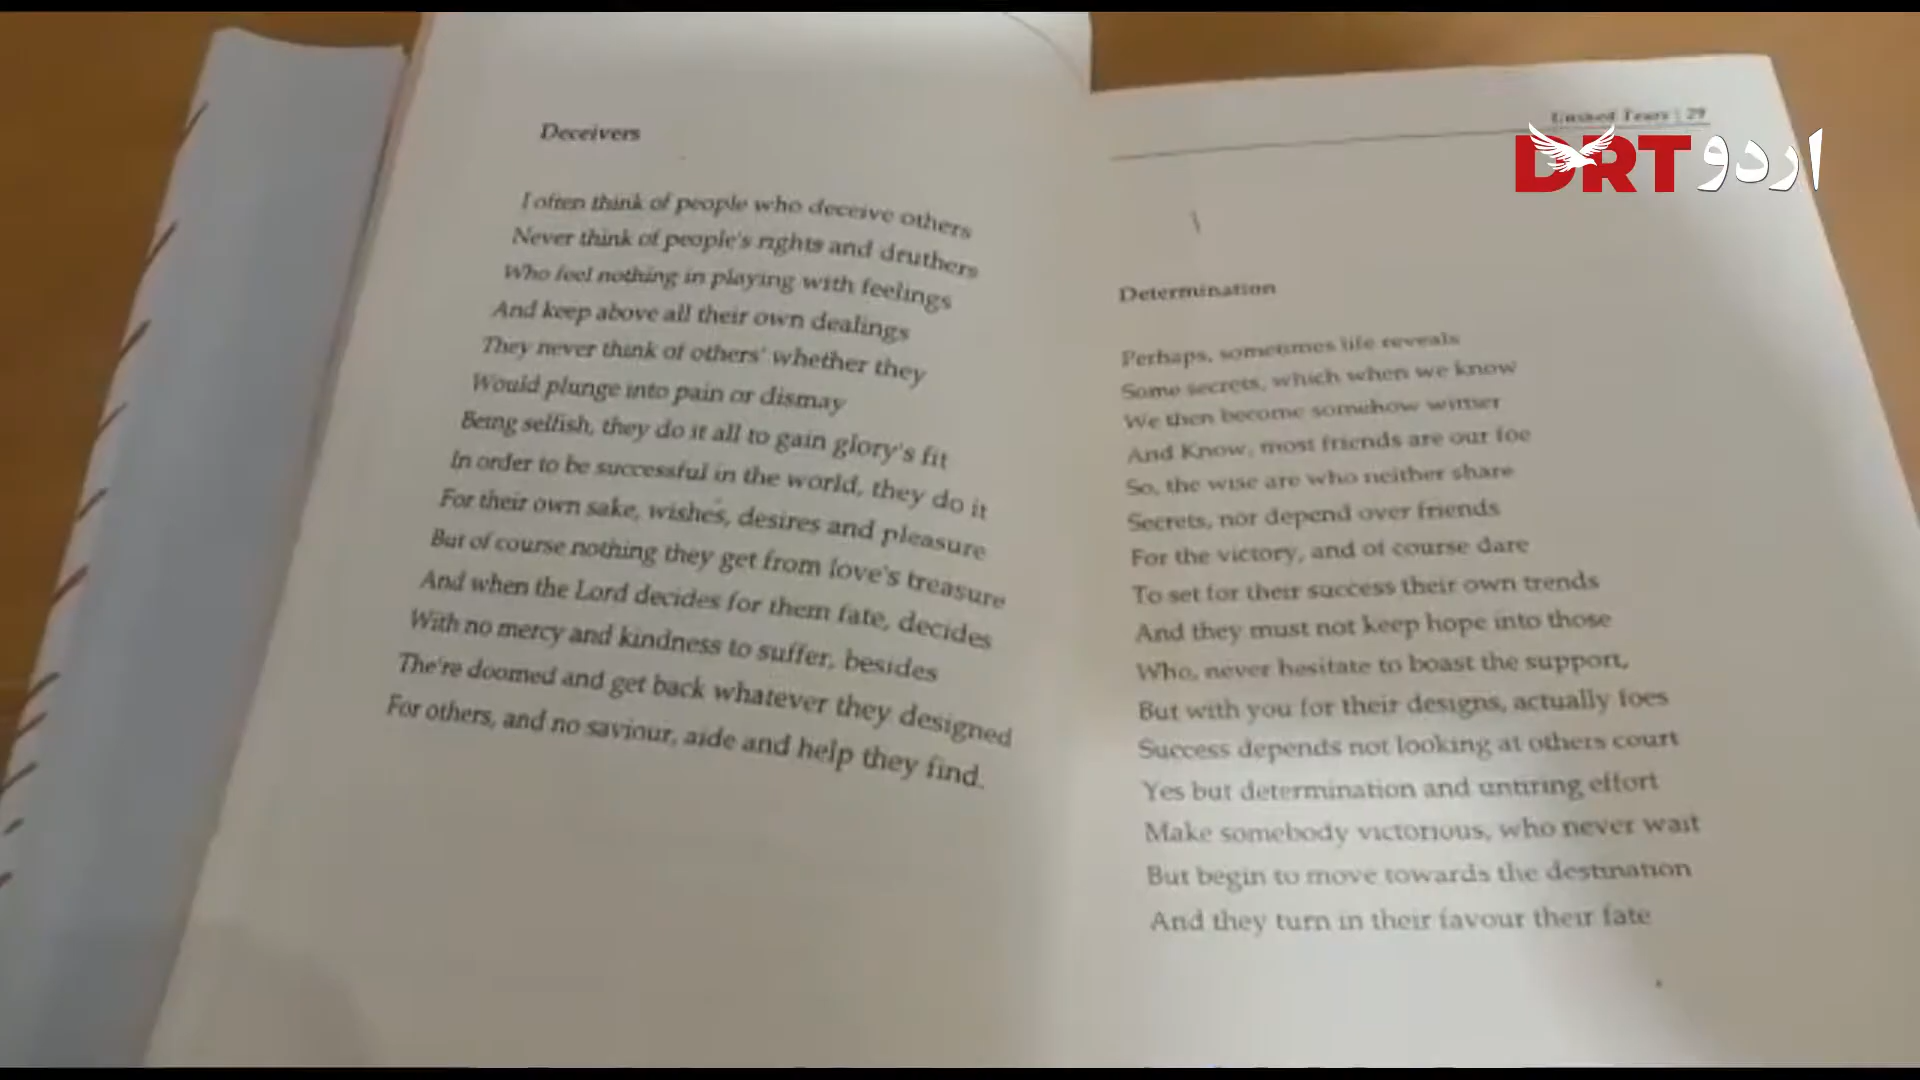 Deceivers
I often think of people who deceive others
Never think of people's rights and druthers
Who feel nothing in playing with feelings
And keep above all their own dealings
They never think of others' whether they
Would plunge into pain or dismay
Being selfish, they do it all to gain glory's fit
In order to be successful in the world, they do it
For their own sake, wishes, desires and pleasure
But of course nothing they get from love's treasure
And when the Lord decides for them fate, decides
With no mercy and kindness to suffer, besides
The're doomed and get back whatever they designed
For others, and no saviour, aide and help they find.
Tears | 29
DRT اردو
Determination
Perhaps, sometimes life reveals
Some secrets, which when we know
We then become somehow wittier
And Know, most friends are our foe
So, the wise are who neither share
Secrets, nor depend over friends
For the victory, and of course dare
To set for their success their own trends
And they must not keep hope into those
Who, never hesitate to boast the support,
But with you for their designs, actually foes
Success depends not looking at others court
Yes but determination and untiring effort
Make somebody victorious, who never wait
But begin to move towards the destination
And they turn in their favour their fate